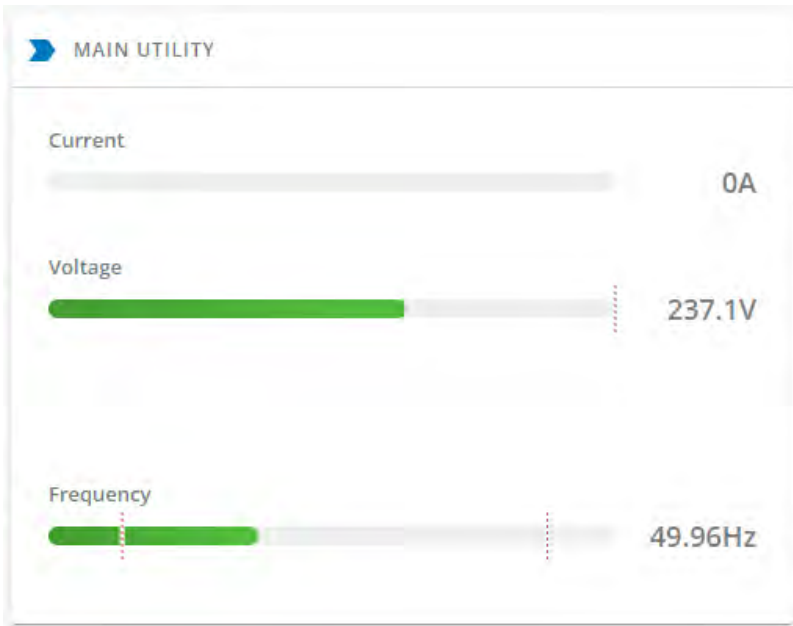 MAIN UTILITY
Current
0A
Voltage
237.1V
Frequency
49.96Hz